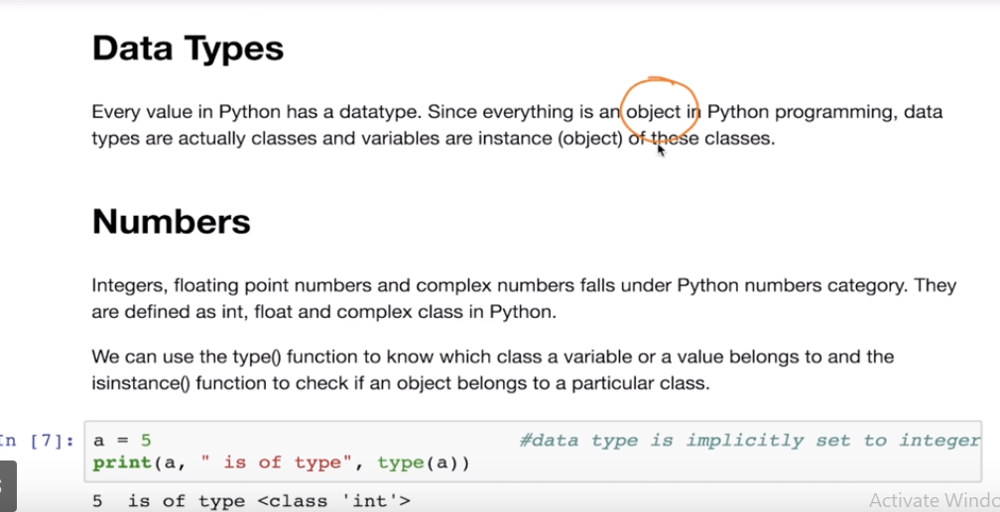 Data Types
Every value in Python has a datatype. Since everything is an object in Python programming, data
types are actually classes and variables are instance (object) of these classes.
Numbers
Integers, floating point numbers and complex numbers falls under Python numbers category. They
are defined as int, float and complex class in Python.
We can use the type() function to know which class a variable or a value belongs to and the
isinstance() function to check if an object belongs to a particular class.
In [7]: a = 5 #data type is implicitly set to integer
print(a, " is of type", type(a))
5  is of type <class 'int'>
Activate Windo